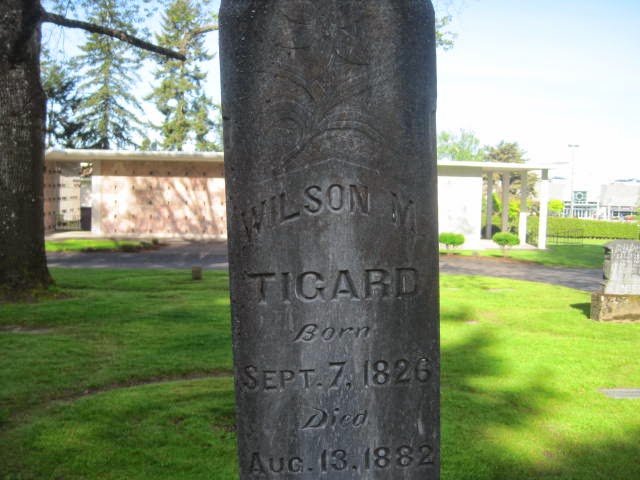 WILSON M
TIGARD
Born
SEPT. 7, 1826
Died
AUG. 13, 1882